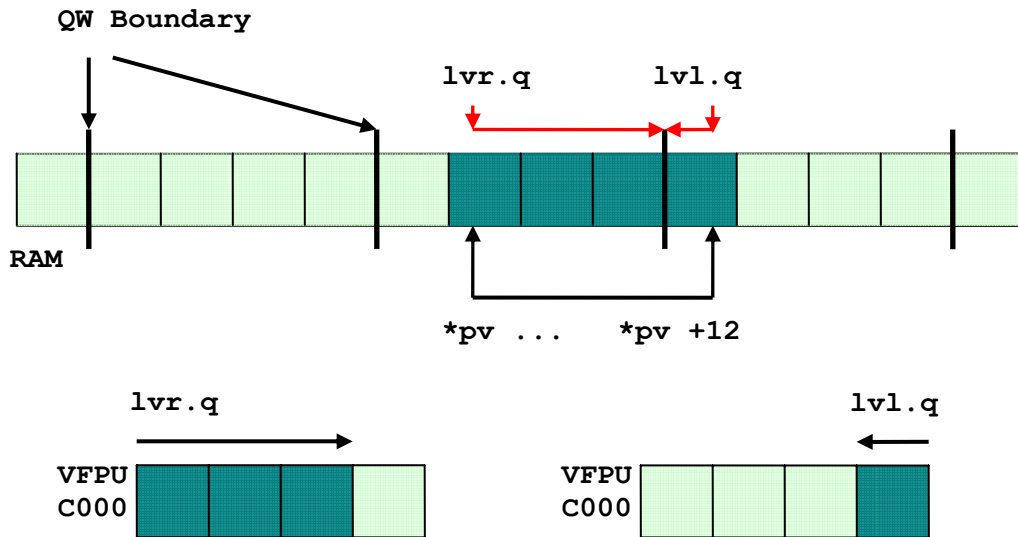 QW Boundary
lvr.q lvl.q
RAM
*pv ... *pv +12
lvr.q lvl.q
VFPU VFPU
C000 C000